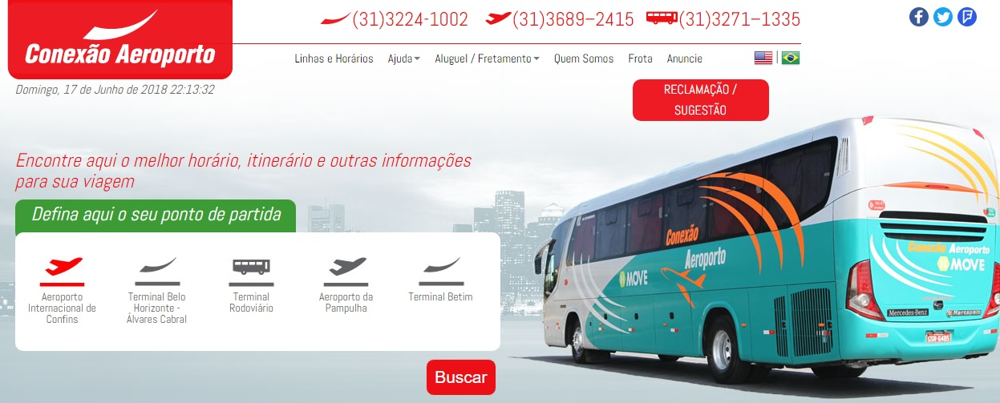 (31)3224-1002 (31)3689–2415 (31)3271–1335
Conexão Aeroporto
Linhas e Horários Ajuda Aluguel / Fretamento Quem Somos Frota Anuncie
Domingo, 17 de Junho de 2018 22:13:32
RECLAMAÇÃO /
SUGESTÃO
Encontre aqui o melhor horário, itinerário e outras informações
para sua viagem
Defina aqui o seu ponto de partida
Aeroporto
Internacional de
Confins
Terminal Belo
Horizonte -
Álvares Cabral
Terminal
Rodoviário
Aeroporto da
Pampulha
Terminal Betim
Buscar
Conexão
Aeroporto
MOVE
Conexão Aeroporto
MOVE
Mercedes-Benz
Marcopolo
GSR-6485